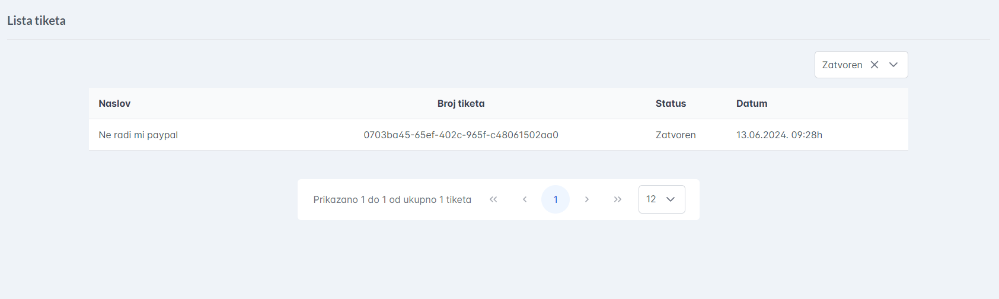 Lista tiketa
Zatvoren
Naslov Broj tiketa Status Datum
Ne radi mi paypal 0703ba45-65ef-402c-965f-c48061502aa0 Zatvoren 13.06.2024. 09:28h
Prikazano 1 do 1 od ukupno 1 tiketa « ‹ 1 › » 12